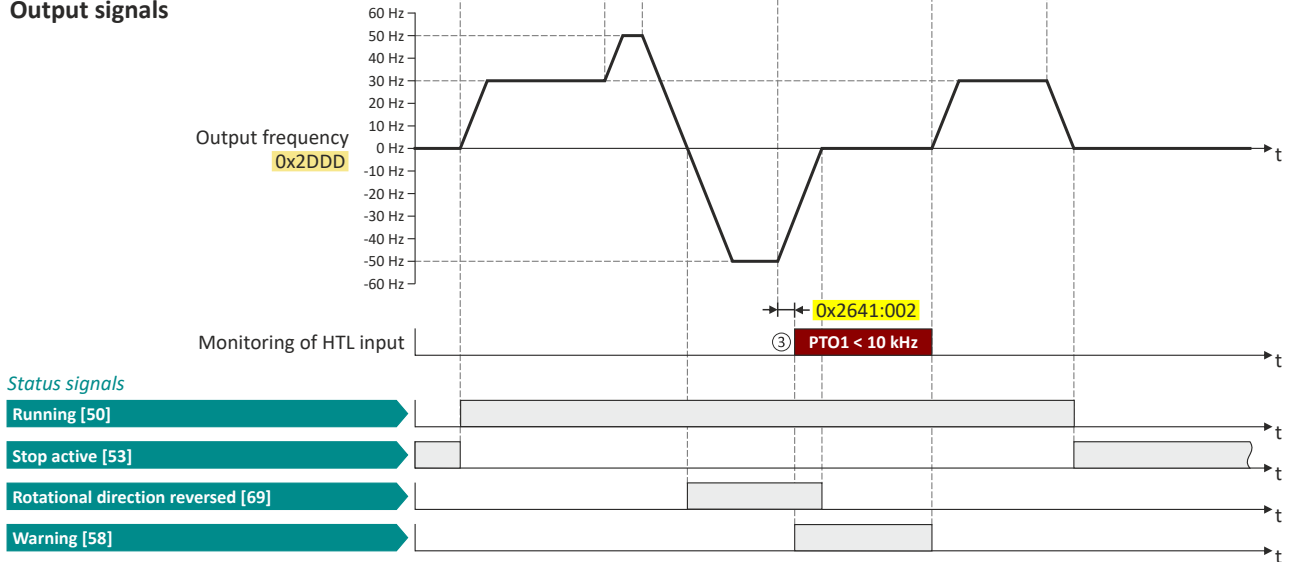 Output signals
60 Hz
50 Hz
40 Hz
30 Hz
20 Hz
10 Hz
0 Hz
-10 Hz
-20 Hz
-30 Hz
-40 Hz
-50 Hz
-60 Hz
Output frequency
0x2DDD
t
0x2641:002
Monitoring of HTL input
③ PTO1 < 10 kHz
t
Status signals
Running [50]
t
Stop active [53]
t
Rotational direction reversed [69]
t
Warning [58]
t